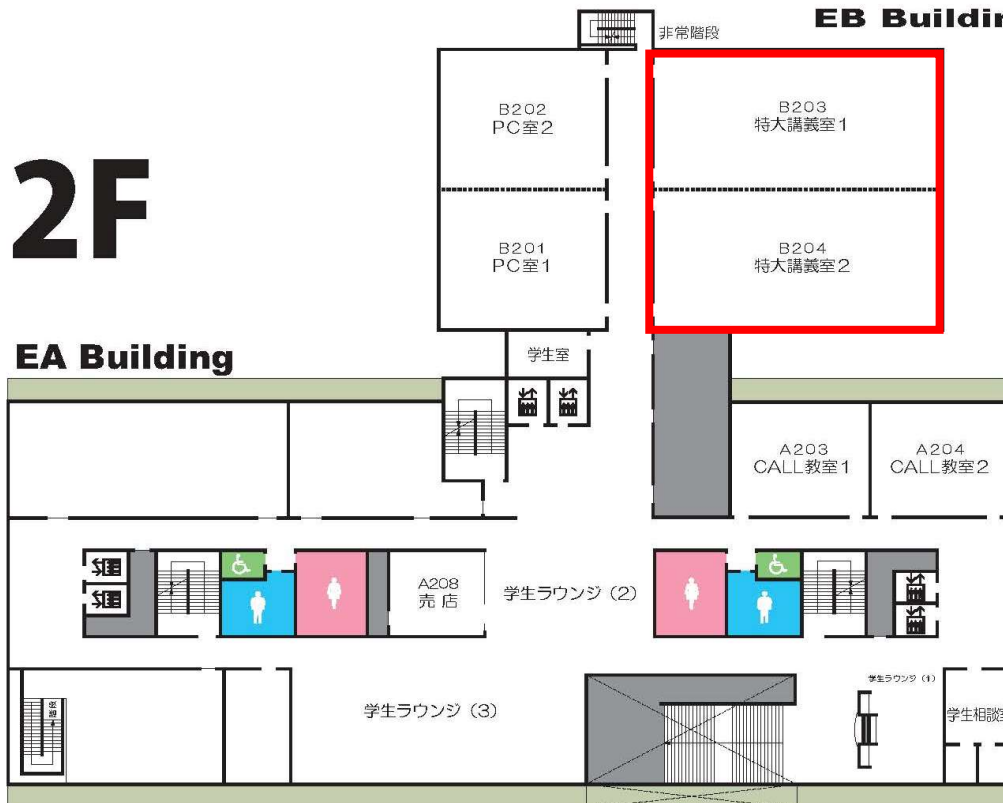 EB Buildin
非常階段
B202
PC室2
B203
特大講義室1
2F
B201
PC室1
B204
特大講義室2
EA Building
学生室
A203
CALL教室1
A204
CALL教室2
A208
売店
学生ラウンジ（2）
学生ラウンジ（1）
学生ラウンジ（3）
学生相談室